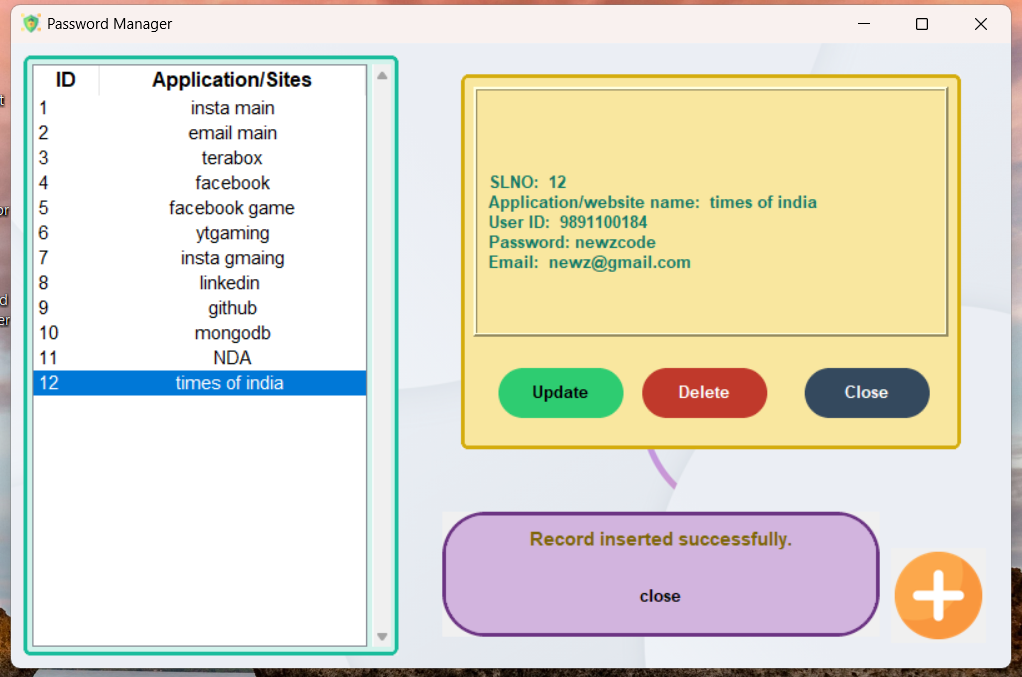 Password Manager
ID Application/Sites
1 insta main
2 email main
3 terabox
4 facebook
5 facebook game
6 ytgaming
7 insta gmaing
8 linkedin
9 github
10 mongodb
11 NDA
12 times of india
SLNO: 12
Application/website name: times of india
User ID: 9891100184
Password: newzcode
Email: newz@gmail.com
Update Delete Close
Record inserted successfully.
close